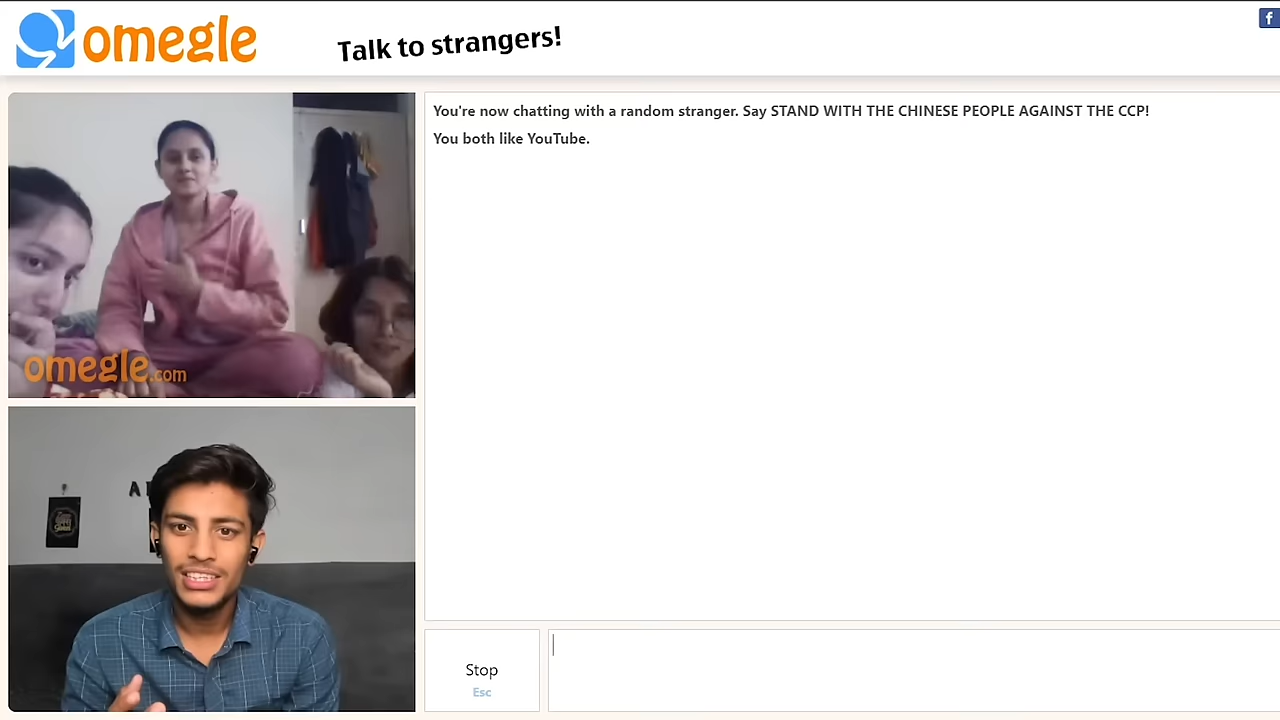 omegle
Talk to strangers!
f
You're now chatting with a random stranger. Say STAND WITH THE CHINESE PEOPLE AGAINST THE CCP!
You both like YouTube.
omegle.com
A
Stop
Esc